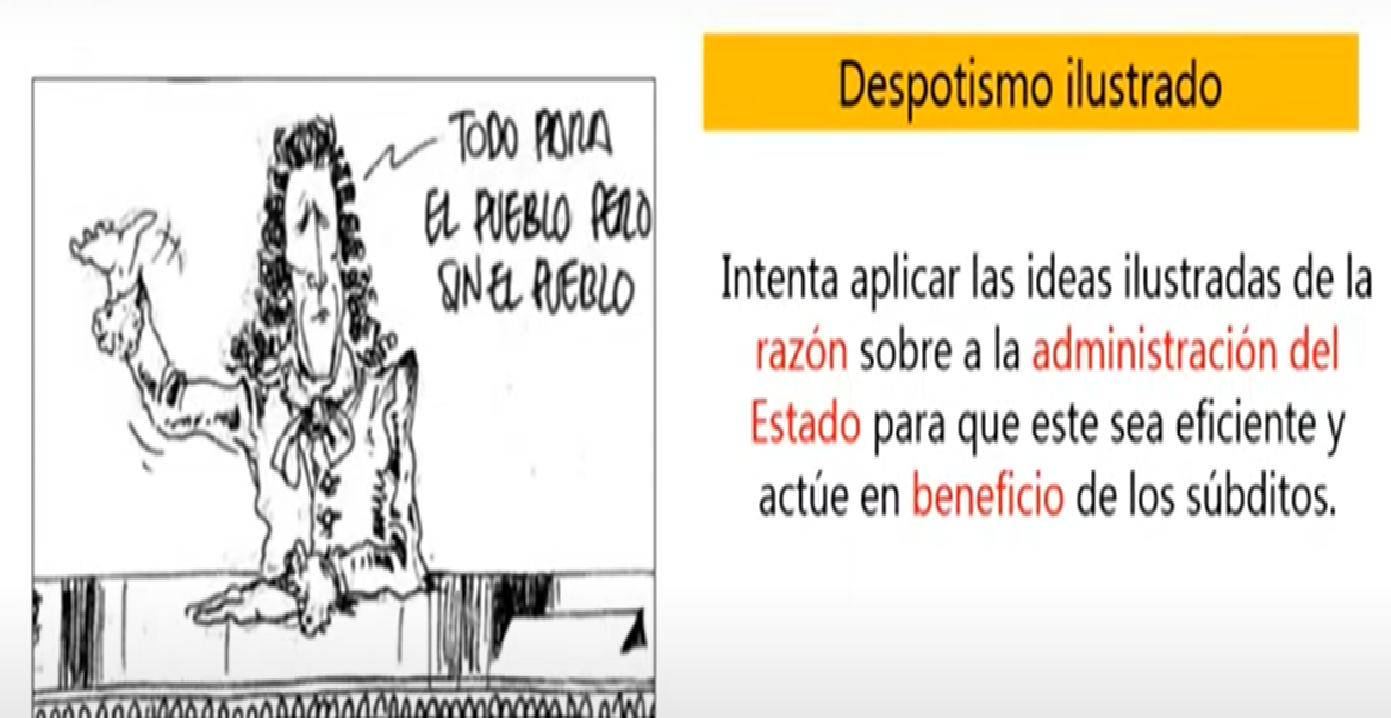 TODO PARA
EL PUEBLO PERO
SIN EL PUEBLO
Despotismo ilustrado
Intenta aplicar las ideas ilustradas de la
razón sobre a la administración del
Estado para que este sea eficiente y
actúe en beneficio de los súbditos.